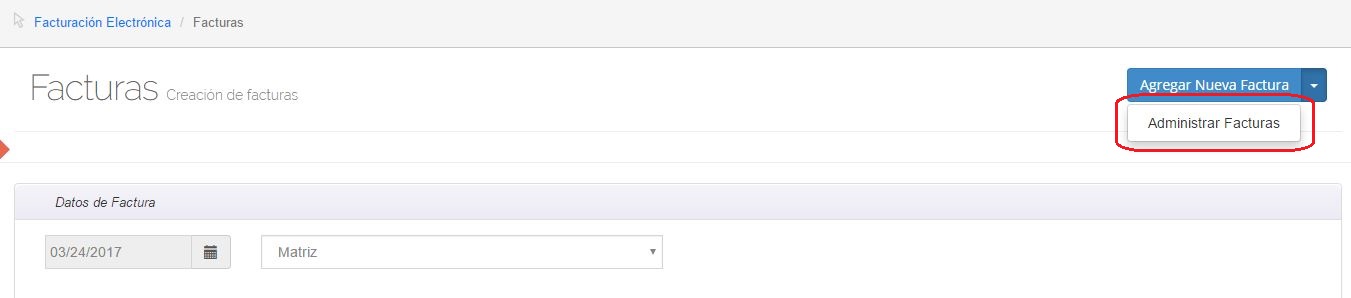 Facturación Electrónica / Facturas
Facturas Creación de facturas
Agregar Nueva Factura
Administrar Facturas
Datos de Factura
03/24/2017
Matriz